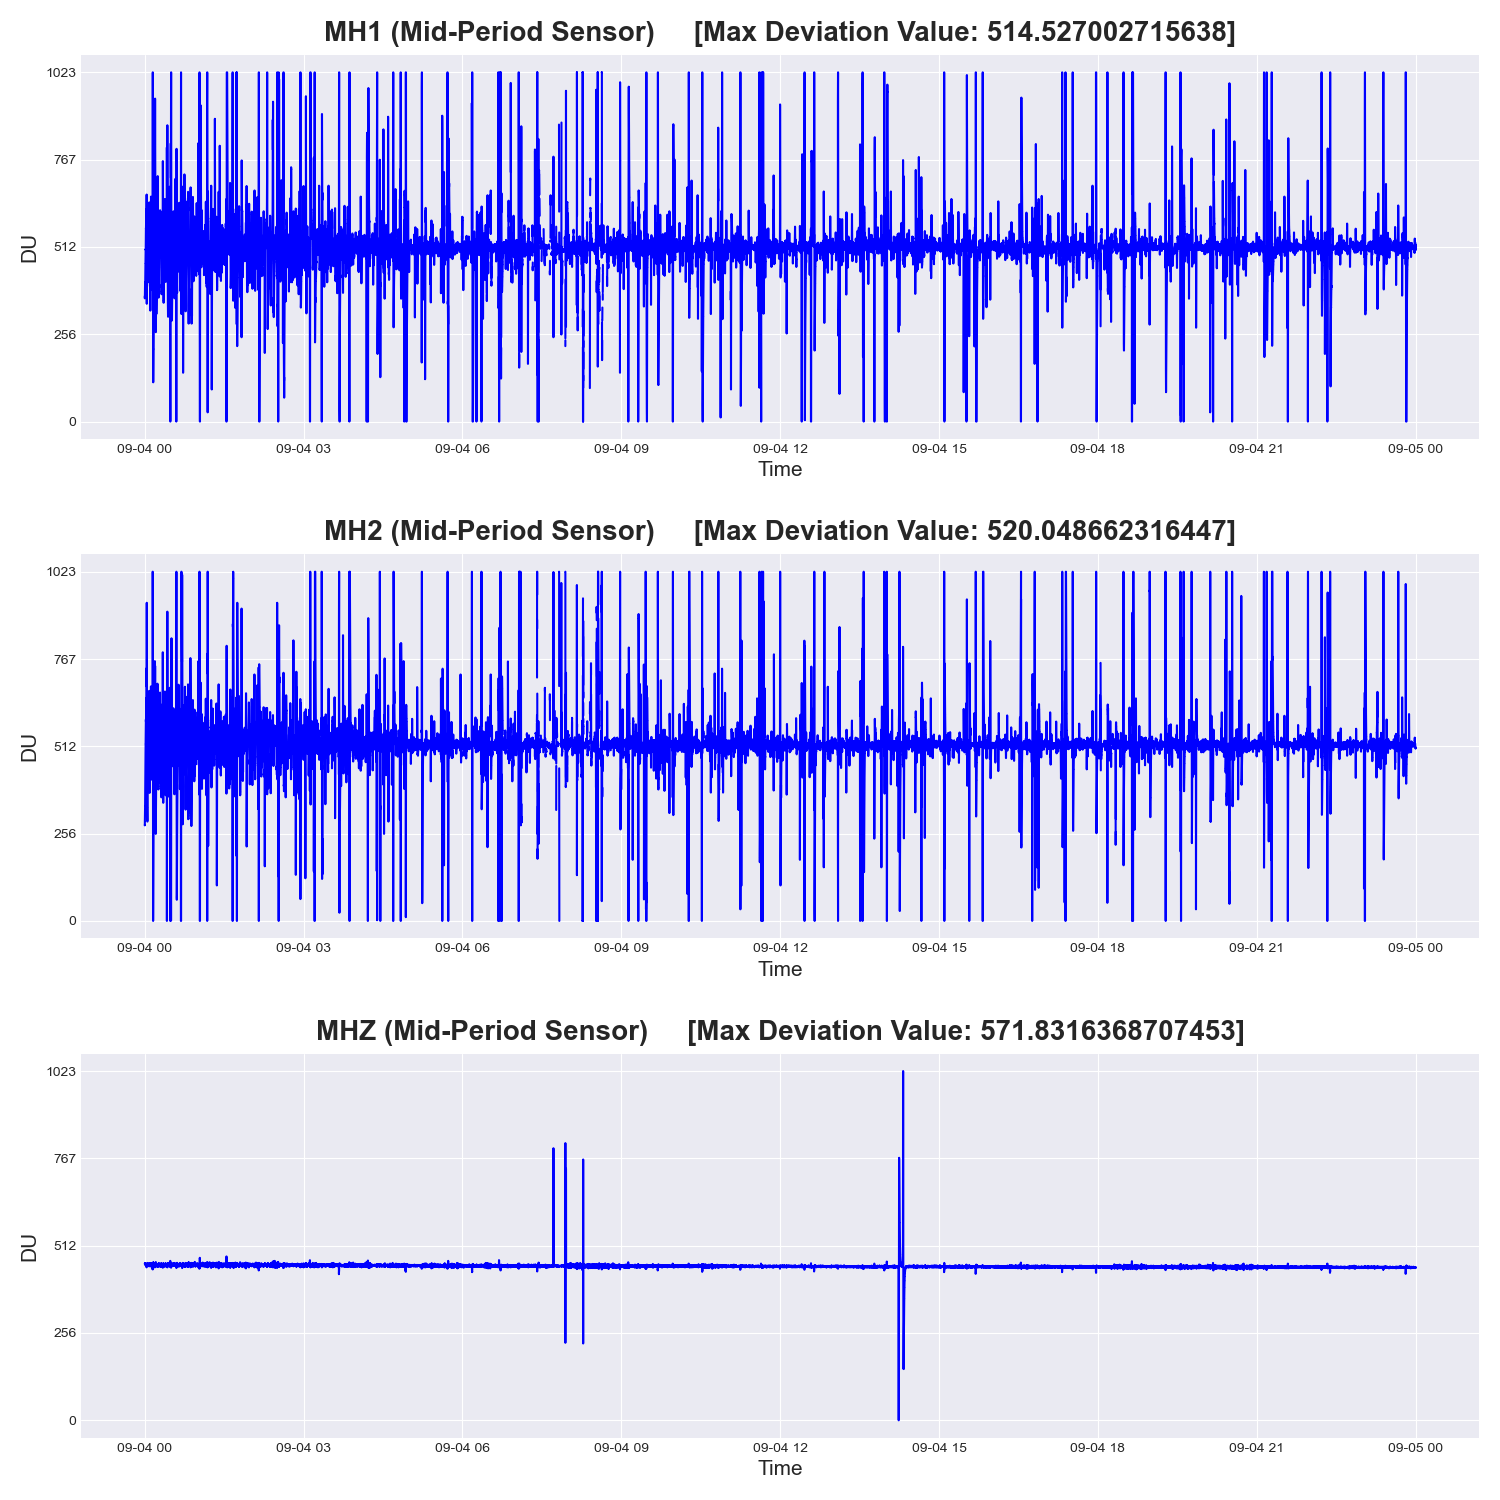 MH1 (Mid-Period Sensor)     [Max Deviation Value: 514.527002715638]
1023
767
512
256
0
DU
09-04 00 09-04 03 09-04 06 09-04 09 09-04 12 09-04 15 09-04 18 09-04 21 09-05 00
Time
MH2 (Mid-Period Sensor)     [Max Deviation Value: 520.048662316447]
1023
767
512
256
0
DU
09-04 00 09-04 03 09-04 06 09-04 09 09-04 12 09-04 15 09-04 18 09-04 21 09-05 00
Time
MHZ (Mid-Period Sensor)     [Max Deviation Value: 571.8316368707453]
1023
767
512
256
0
DU
09-04 00 09-04 03 09-04 06 09-04 09 09-04 12 09-04 15 09-04 18 09-04 21 09-05 00
Time